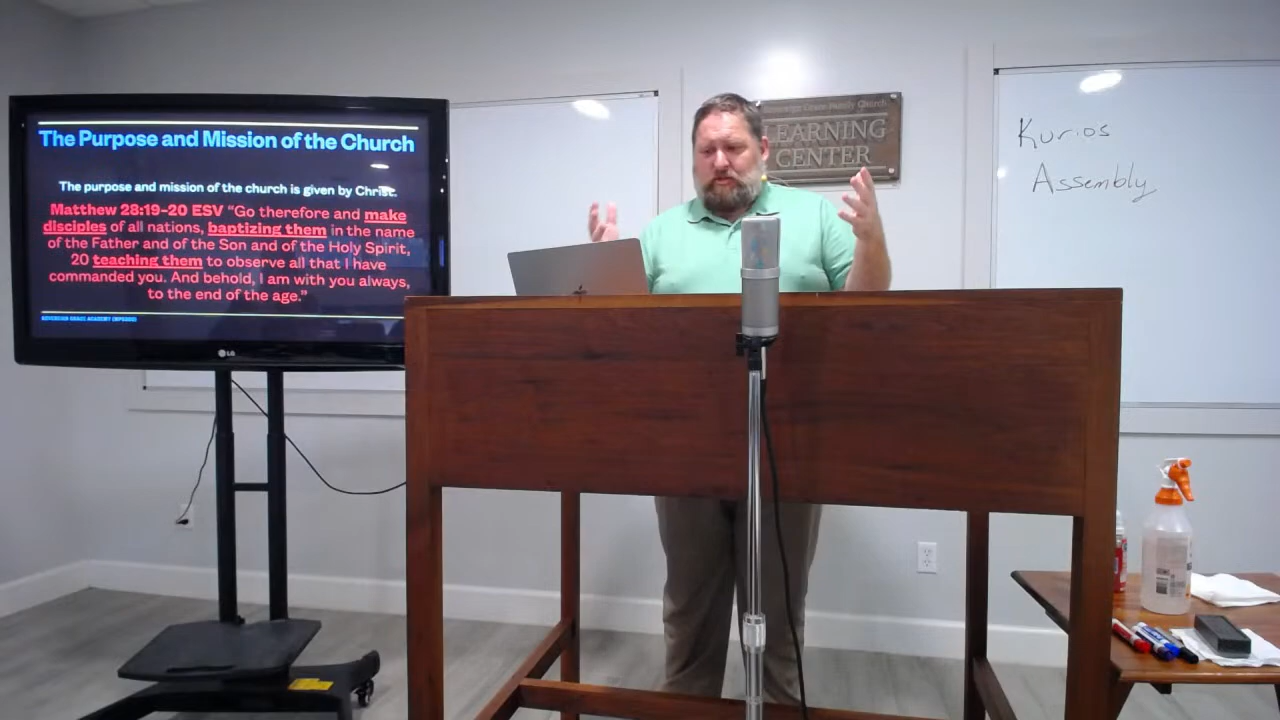 The Purpose and Mission of the Church
The purpose and mission of the church is given by Christ.
Matthew 28:19-20 ESV “Go therefore and make
disciples of all nations, baptizing them in the name
of the Father and of the Son and of the Holy Spirit,
20 teaching them to observe all that I have
commanded you. And behold, I am with you always,
to the end of the age.”
LG
Grace Family Church
LEARNING
CENTER
Kurios
Assembly